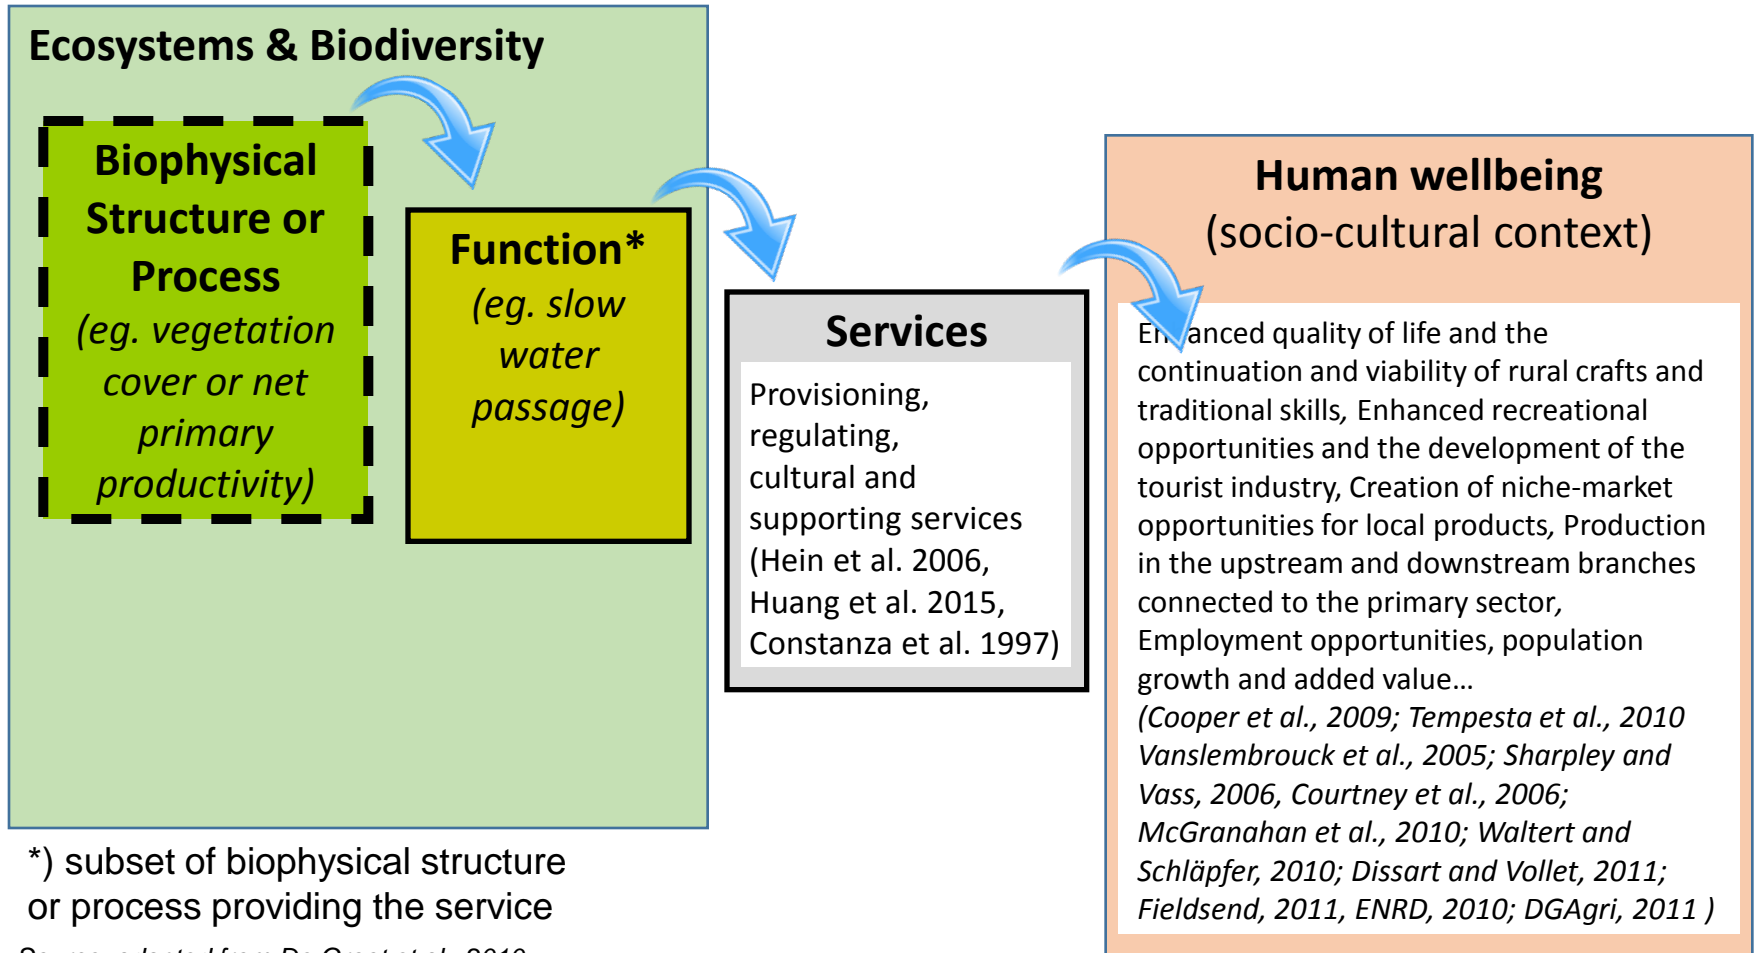 Ecosystems & Biodiversity
Biophysical
Structure or
Process
(eg. vegetation
cover or net
primary
productivity)
Function*
(eg. slow
water
passage)
Services
Provisioning,
regulating,
cultural and
supporting services
(Hein et al. 2006,
Huang et al. 2015,
Constanza et al. 1997)
Human wellbeing
(socio-cultural context)
Enhanced quality of life and the
continuation and viability of rural crafts and
traditional skills, Enhanced recreational
opportunities and the development of the
tourist industry, Creation of niche-market
opportunities for local products, Production
in the upstream and downstream branches
connected to the primary sector,
Employment opportunities, population
growth and added value…
(Cooper et al., 2009; Tempesta et al., 2010
Vanslembrouck et al., 2005; Sharpley and
Vass, 2006, Courtney et al., 2006;
McGranahan et al., 2010; Waltert and
Schläpfer, 2010; Dissart and Vollet, 2011;
Fieldsend, 2011, ENRD, 2010; DGAgri, 2011 )
*) subset of biophysical structure
or process providing the service